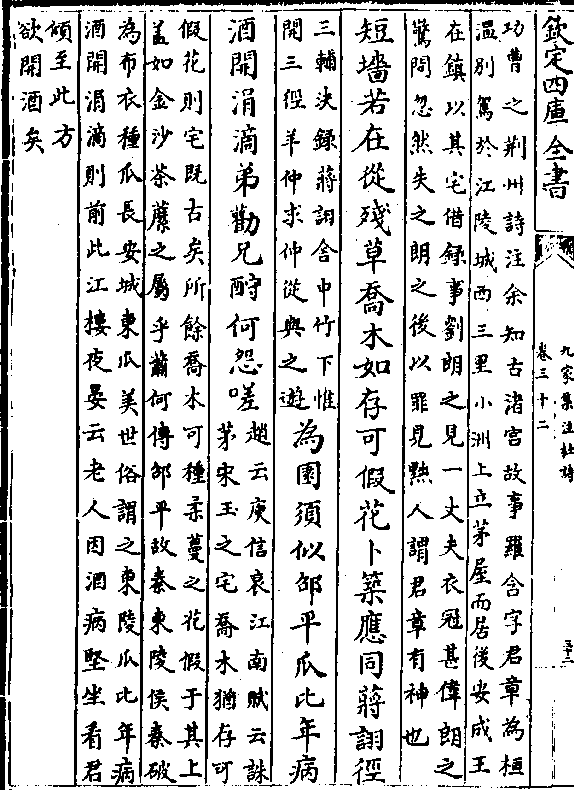 欽定四庫全書
九家集注杜詩
卷三十二
功曹之荆州詩注余知古渚宫故事羅含字君章為桓
温别駕於江陵城西三里小洲上立茅屋而居後安成王
在鎮以其宅借録事劉朗之見一丈夫衣冠甚偉朗之
驚問忽然失之朗之後以罪見黜人謂君章有神也
短墻若在從殘草喬木如存可假花卜築應同蔣詡徑
三輔決録蔣詡舍中竹下惟
開三徑羊仲求仲從與之遊
為園須似邵平瓜比年病
酒開涓滴弟勸兄酧何怨嗟
趙云庾信哀江南賦云誅
茅宋玉之宅喬木猶存可
假花則宅既古矣所餘喬木可種柔蔓之花假于其上
盖如金沙荼䕷之屬乎蕭何傳邵平故秦東陵侯秦破
為布衣種瓜長安城東瓜美世俗謂之東陵瓜比年病
酒開涓滴則前此江樓夜宴云老人因酒病堅坐看君
傾至此方
欲開酒矣